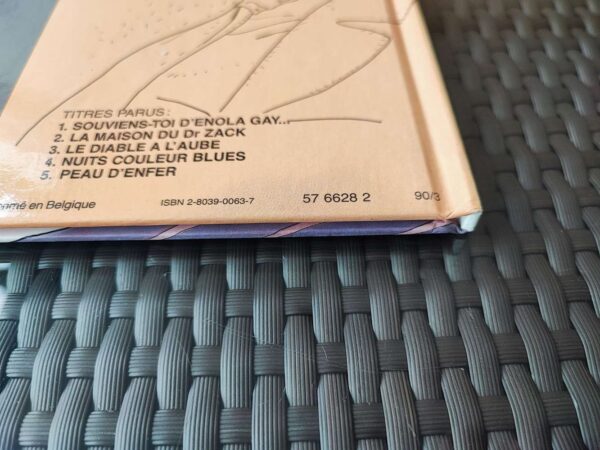 TITRES PARUS:
1. SOUVIENS-TOI D'ENOLA GAY...
2. LA MAISON DU Dr ZACK
3. LE DIABLE A L'AUBE
4. NUITS COULEUR BLUES
5. PEAU D'ENFER
en Belgique ISBN 2-8039-0063-7 57 6628 2 90/3